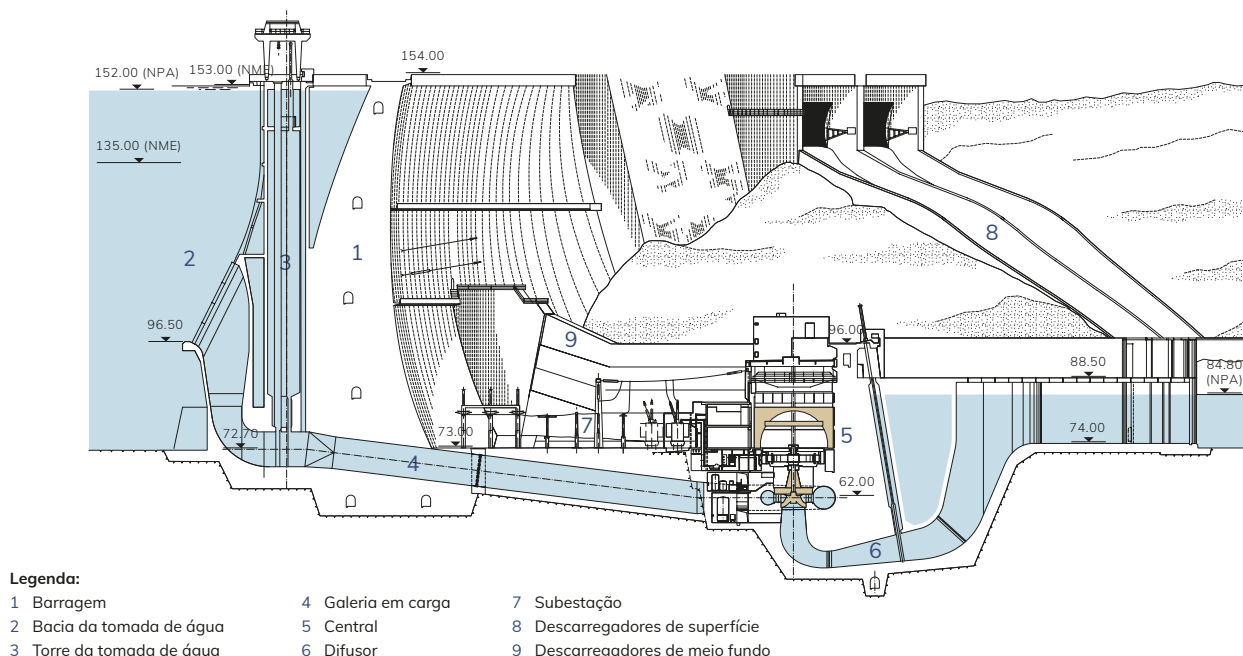 154.00
152.00 (NPA) 153.00 (NME)
135.00 (NME)
8
2 3 1
96.50 9 96.00
88.50 84.80
(NPA)
7 5
72.70 73.00 74.00
4
62.00
6
Legenda:
1 Barragem 4 Galeria em carga 7 Subestação
2 Bacia da tomada de água 5 Central 8 Descarregadores de superfície
3 Torre da tomada de água 6 Difusor 9 Descarregadores de meio fundo